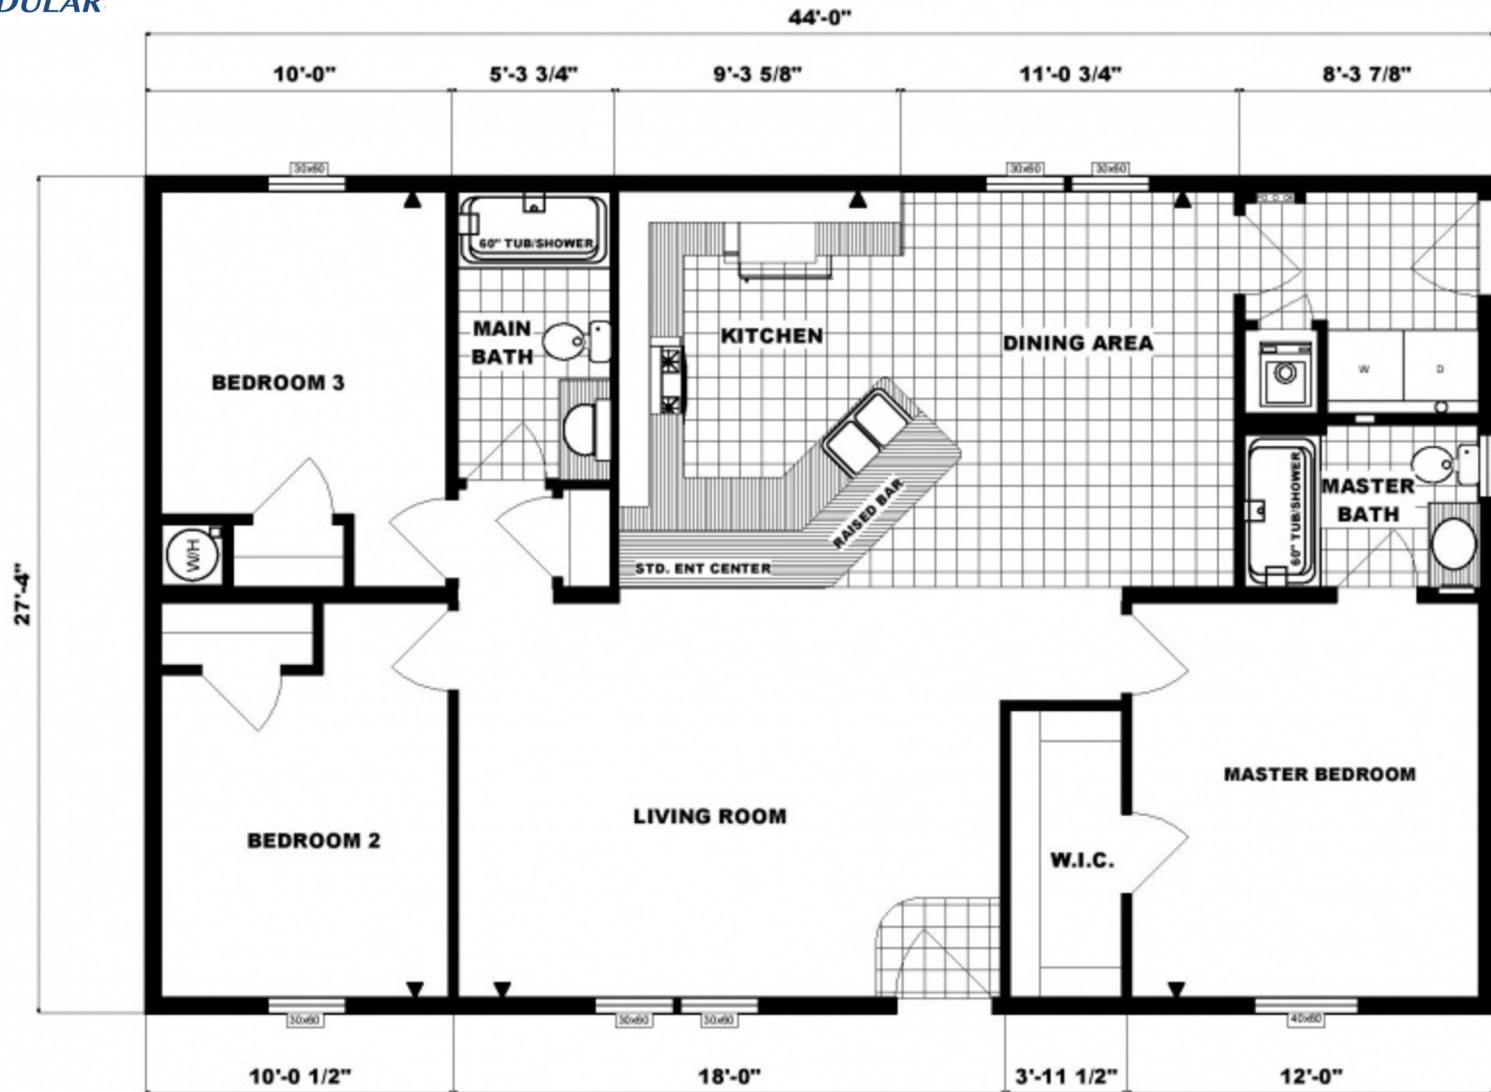 DULAR
44'-0"
10'-0"
5'-3 3/4"
9'-3 5/8"
11'-0 3/4"
8'-3 7/8"
30x60
30x60
30x60
60" TUB/SHOWER
MAIN
BATH
KITCHEN
DINING AREA
BEDROOM 3
W
D
60" TUB/SHOWER
MASTER
BATH
RAISED BAR
W/H
STD. ENT CENTER
27'-4"
MASTER BEDROOM
LIVING ROOM
BEDROOM 2
W.I.C.
30x60
30x60
30x60
40x60
10'-0 1/2"
18'-0"
3'-11 1/2"
12'-0"